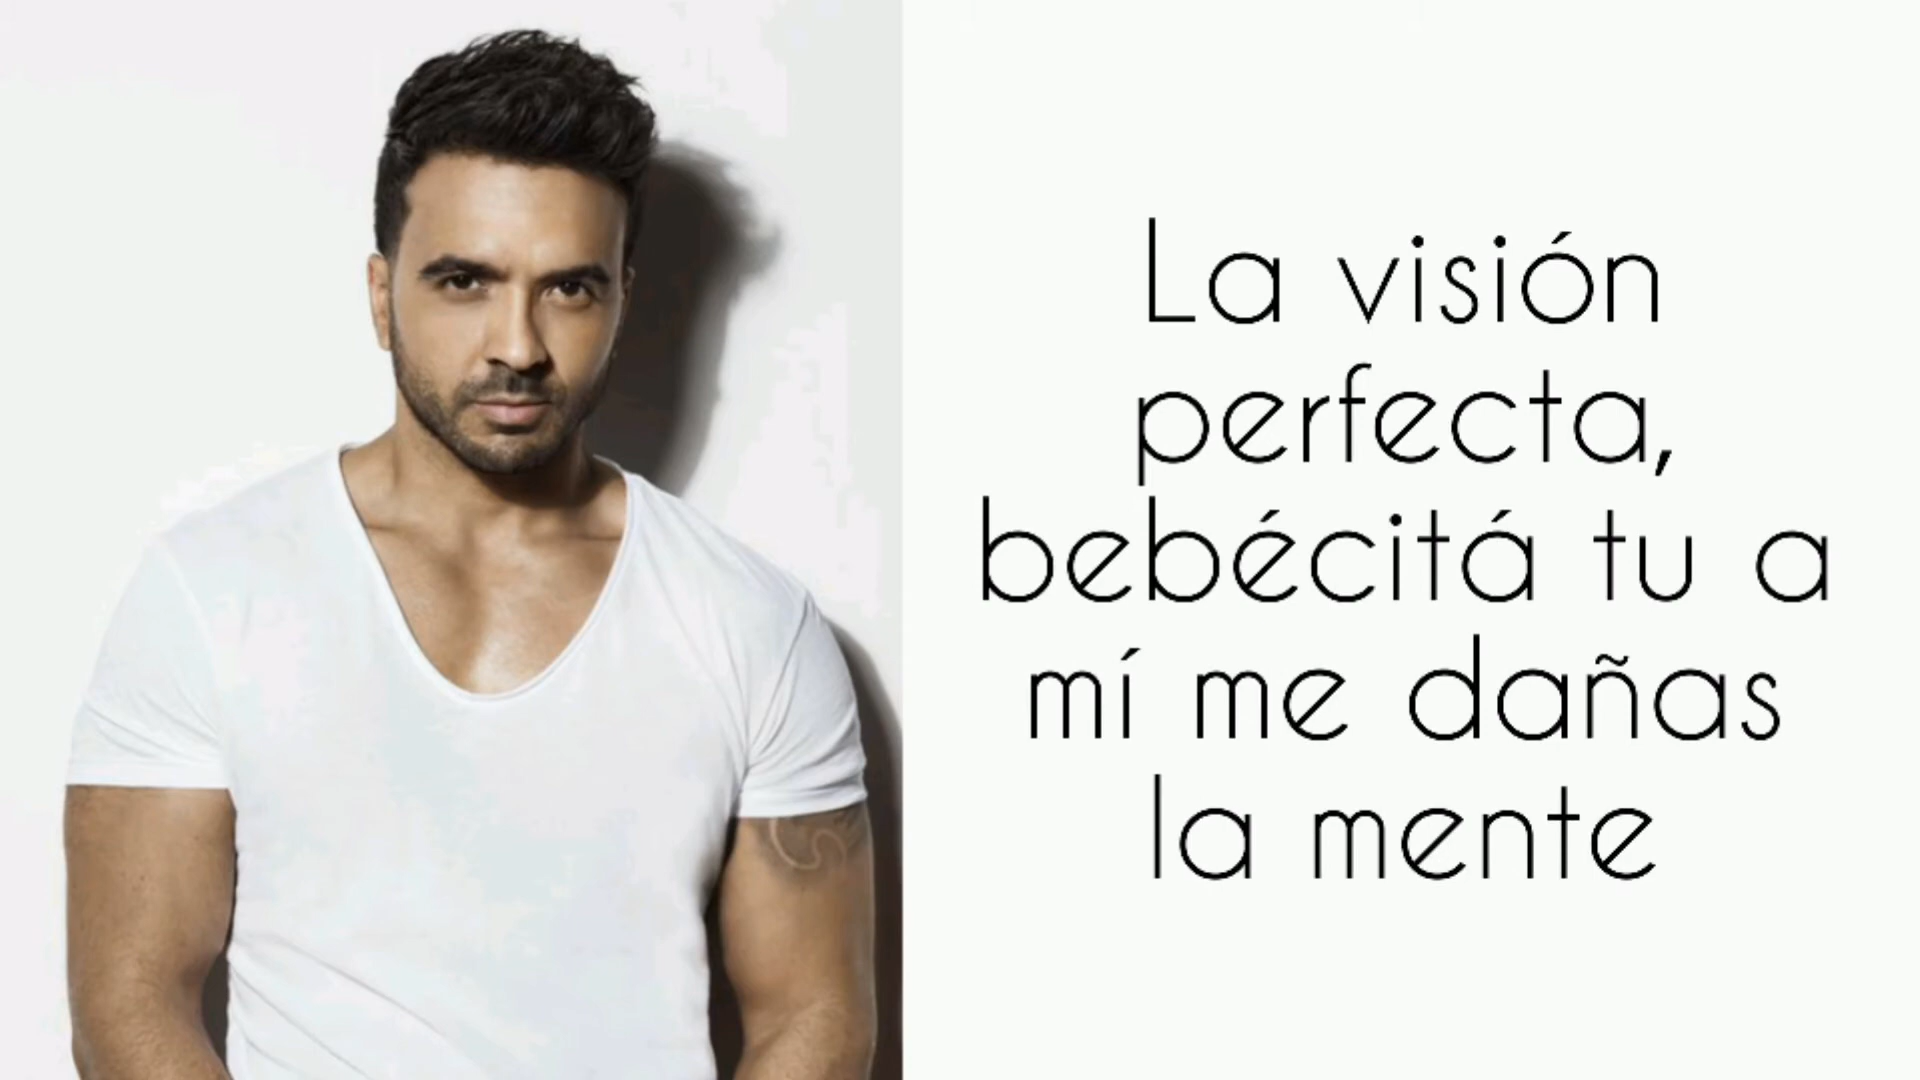 La visión
perfecta,
bebécitá tu a
mí me dañas
la mente